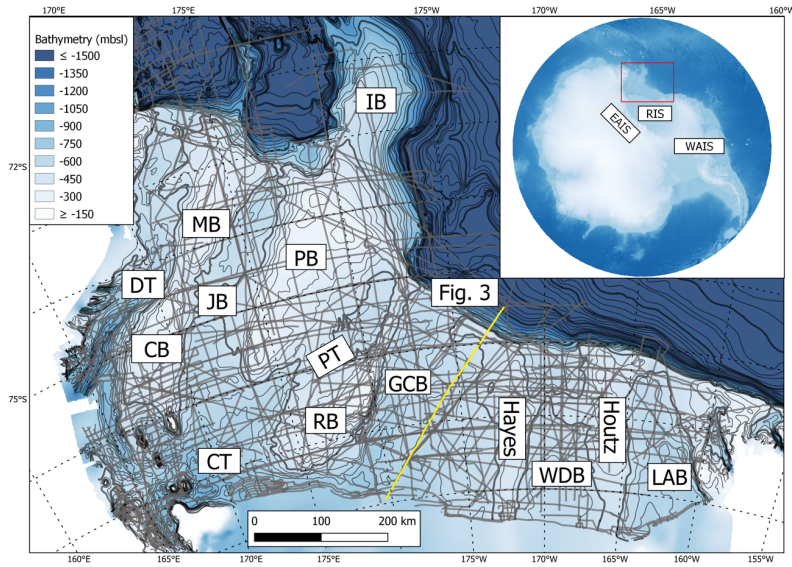 170°E
175°E
175°W
170°W
165°W
160°W
Bathymetry (mbsl)
≤ -1500
-1350
-1200
-1050
-900
-750
-600
-450
-300
≥ -150
IB
EAIS
RIS
WAIS
72°S
MB
PB
DT
JB
Fig. 3
CB
PT
GCB
75°S
RB
Hayes
Houtz
CT
WDB
LAB
0 100 200 km
160°E
165°E
170°E
175°E
175°W
170°W
165°W
160°W
155°W